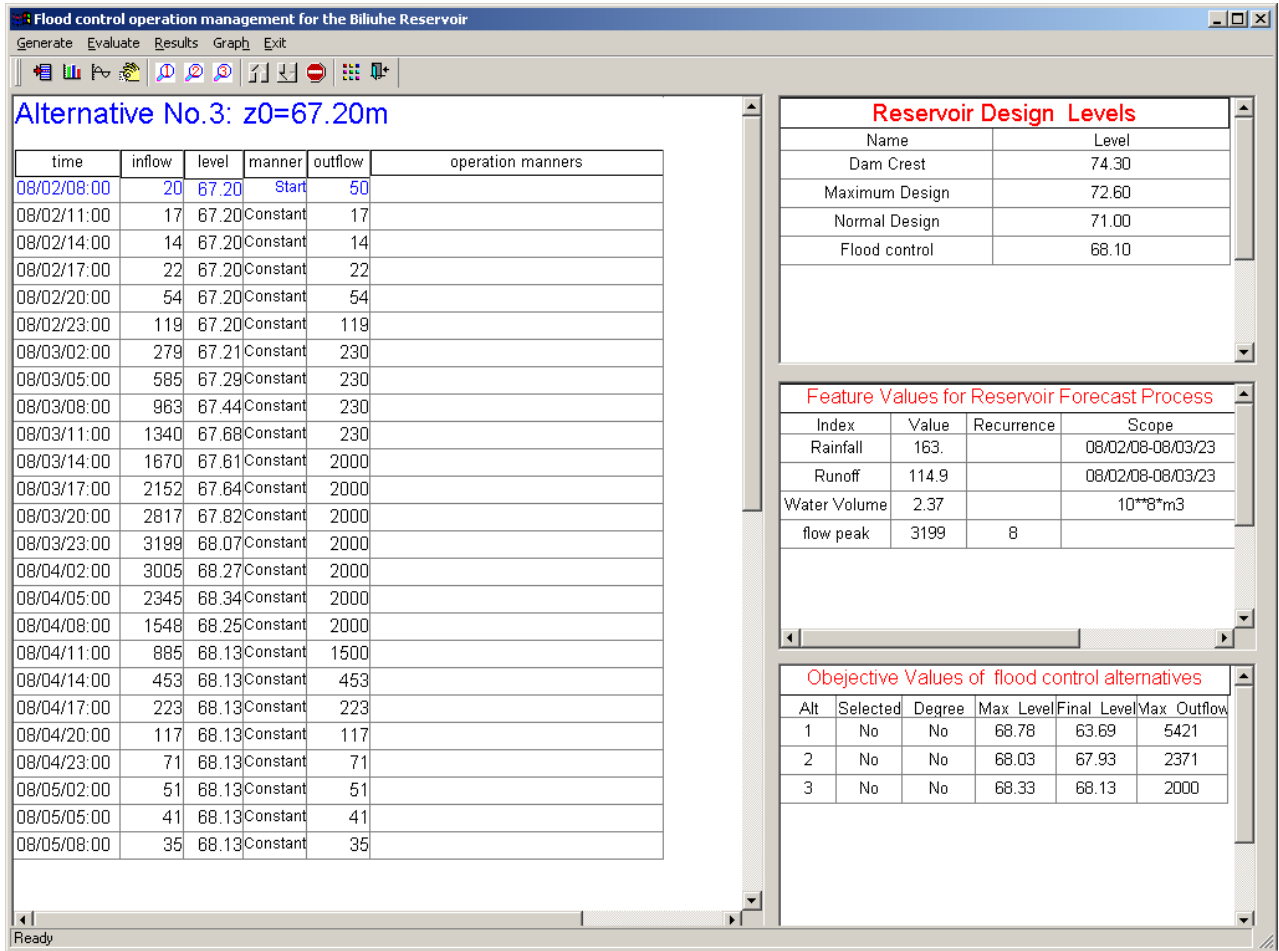 Flood control operation management for the Biliuhe Reservoir
Generate Evaluate Results Graph Exit
1 2 3
Alternative No.3: z0=67.20m
time inflow level manner outflow operation manners
08/02/08:00 20 67.20 Start 50
08/02/11:00 17 67.20 Constant 17
08/02/14:00 14 67.20 Constant 14
08/02/17:00 22 67.20 Constant 22
08/02/20:00 54 67.20 Constant 54
08/02/23:00 119 67.20 Constant 119
08/03/02:00 279 67.21 Constant 230
08/03/05:00 585 67.29 Constant 230
08/03/08:00 963 67.44 Constant 230
08/03/11:00 1340 67.68 Constant 230
08/03/14:00 1670 67.61 Constant 2000
08/03/17:00 2152 67.64 Constant 2000
08/03/20:00 2817 67.82 Constant 2000
08/03/23:00 3199 68.07 Constant 2000
08/04/02:00 3005 68.27 Constant 2000
08/04/05:00 2345 68.34 Constant 2000
08/04/08:00 1548 68.25 Constant 2000
08/04/11:00 885 68.13 Constant 1500
08/04/14:00 453 68.13 Constant 453
08/04/17:00 223 68.13 Constant 223
08/04/20:00 117 68.13 Constant 117
08/04/23:00 71 68.13 Constant 71
08/05/02:00 51 68.13 Constant 51
08/05/05:00 41 68.13 Constant 41
08/05/08:00 35 68.13 Constant 35
Reservoir Design Levels
Name Level
Dam Crest 74.30
Maximum Design 72.60
Normal Design 71.00
Flood control 68.10
Feature Values for Reservoir Forecast Process
Index Value Recurrence Scope
Rainfall 163. 08/02/08-08/03/23
Runoff 114.9 08/02/08-08/03/23
Water Volume 2.37 10**8*m3
flow peak 3199 8
Obejective Values of flood control alternatives
Alt Selected Degree Max Level Final Level Max Outflow
1 No No 68.78 63.69 5421
2 No No 68.03 67.93 2371
3 No No 68.33 68.13 2000
Ready